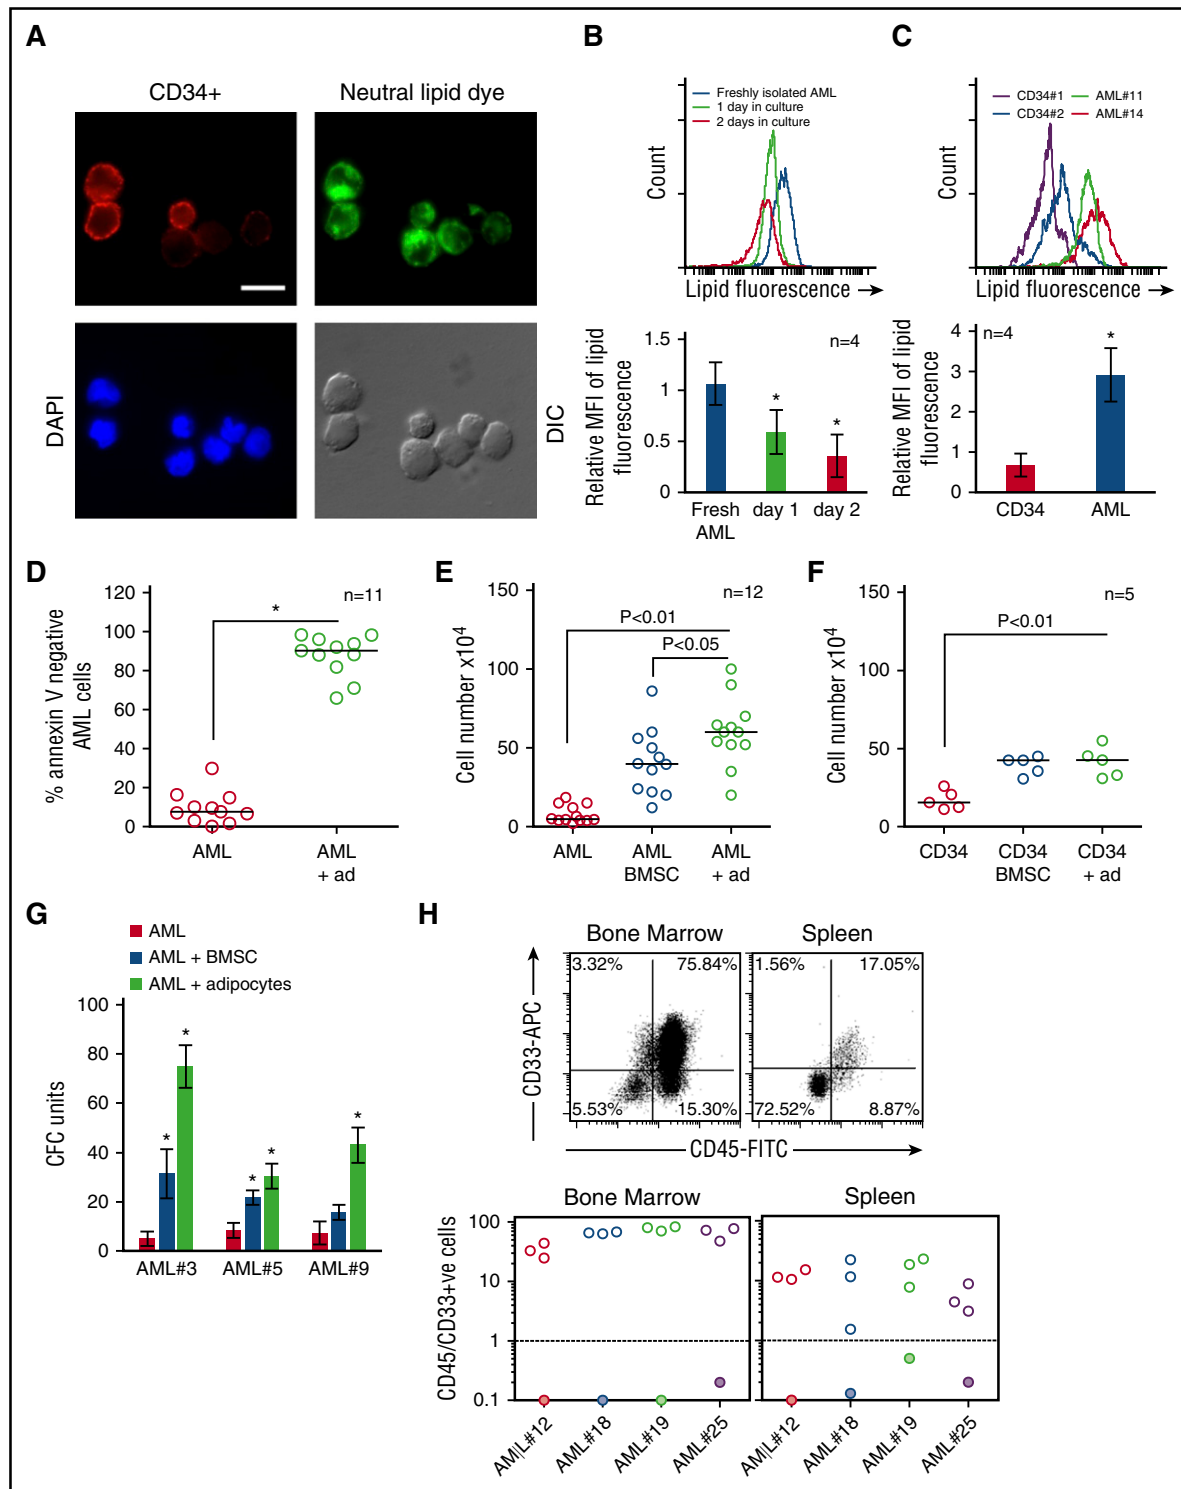 A
CD34+
Neutral lipid dye
DAPI
DIC
B
Freshly isolated AML
1 day in culture
2 days in culture
Count
Lipid fluorescence
Relative MFI of lipid
fluorescence
1.5
1
0.5
0
n=4
Fresh
AML
day 1
day 2
*
*
C
CD34#1
CD34#2
AML#11
AML#14
Count
Lipid fluorescence
Relative MFI of lipid
fluorescence
4
3
2
1
0
n=4
*
CD34
AML
D
% annexin V negative
AML cells
120
100
80
60
40
20
0
n=11
*
AML
AML
+ ad
E
Cell number x10⁴
150
100
50
0
n=12
P<0.01
P<0.05
AML
AML
BMSC
AML
+ ad
F
Cell number x10⁴
150
100
50
0
n=5
P<0.01
CD34
CD34
BMSC
CD34
+ ad
G
AML
AML + BMSC
AML + adipocytes
CFC units
100
80
60
40
20
0
*
*
*
*
*
AML#3
AML#5
AML#9
H
Bone Marrow
Spleen
CD33-APC
3.32%
75.84%
5.53%
15.30%
1.56%
17.05%
72.52%
8.87%
CD45-FITC
Bone Marrow
Spleen
CD45/CD33+ve cells
100
10
1
0.1
AML#12
AML#18
AML#19
AML#25
AML#12
AML#18
AML#19
AML#25